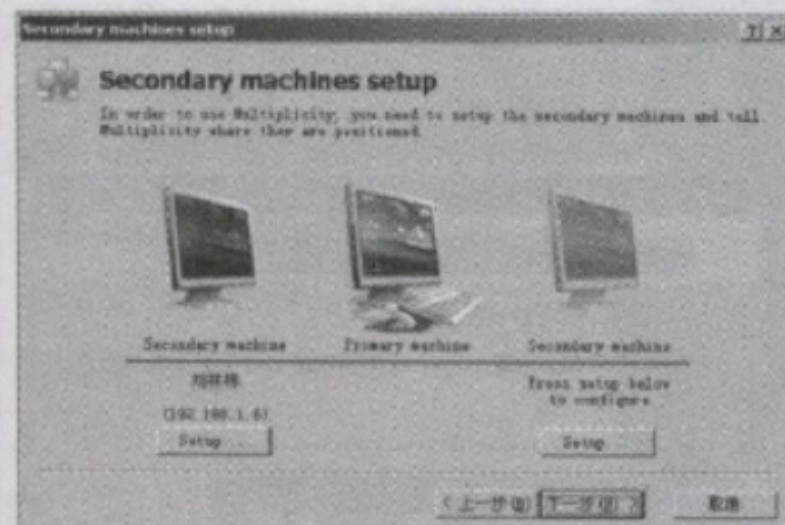 Secondary machines setup
Secondary machines setup
In order to use Multiplicity, you need to setup the secondary machines and tell
Multiplicity where they are positioned.
Secondary machine
Primary machine
Secondary machine
Press setup below
to configure
(192.168.1.6)
Setup...
Setup...
<上一步(B)
下一步(N) >
取消